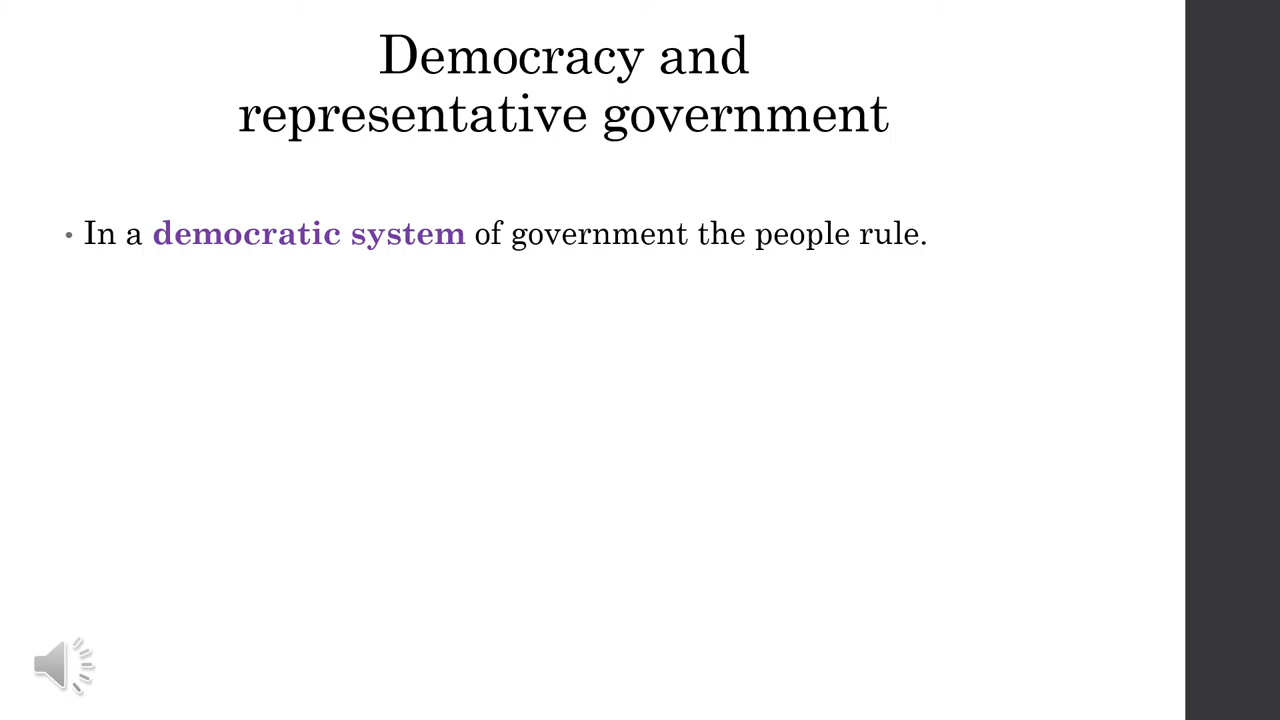 Democracy and
representative government
• In a democratic system of government the people rule.